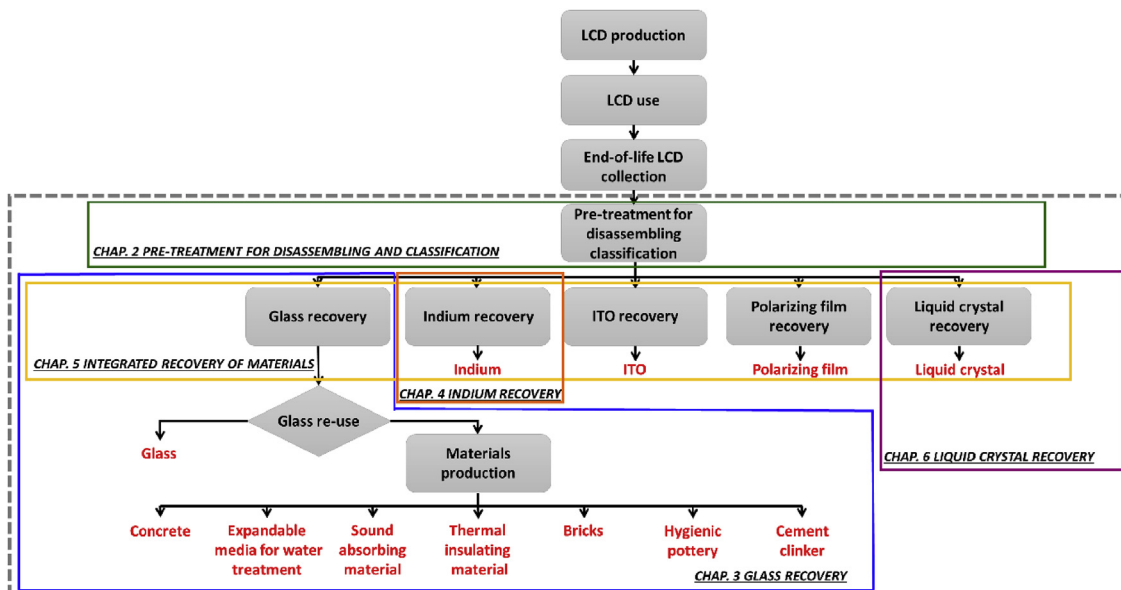 LCD production
LCD use
End-of-life LCD
collection
Pre-treatment for
disassembling
classification
CHAP. 2 PRE-TREATMENT FOR DISASSEMBLING AND CLASSIFICATION
Glass recovery
Indium recovery
ITO recovery
Polarizing film
recovery
Liquid crystal
recovery
CHAP. 5 INTEGRATED RECOVERY OF MATERIALS
Indium
ITO
Polarizing film
Liquid crystal
CHAP. 4 INDIUM RECOVERY
Glass re-use
Glass
Materials
production
CHAP. 6 LIQUID CRYSTAL RECOVERY
Concrete
Expandable
media for water
treatment
Sound
absorbing
material
Thermal
insulating
material
Bricks
Hygienic
pottery
Cement
clinker
CHAP. 3 GLASS RECOVERY